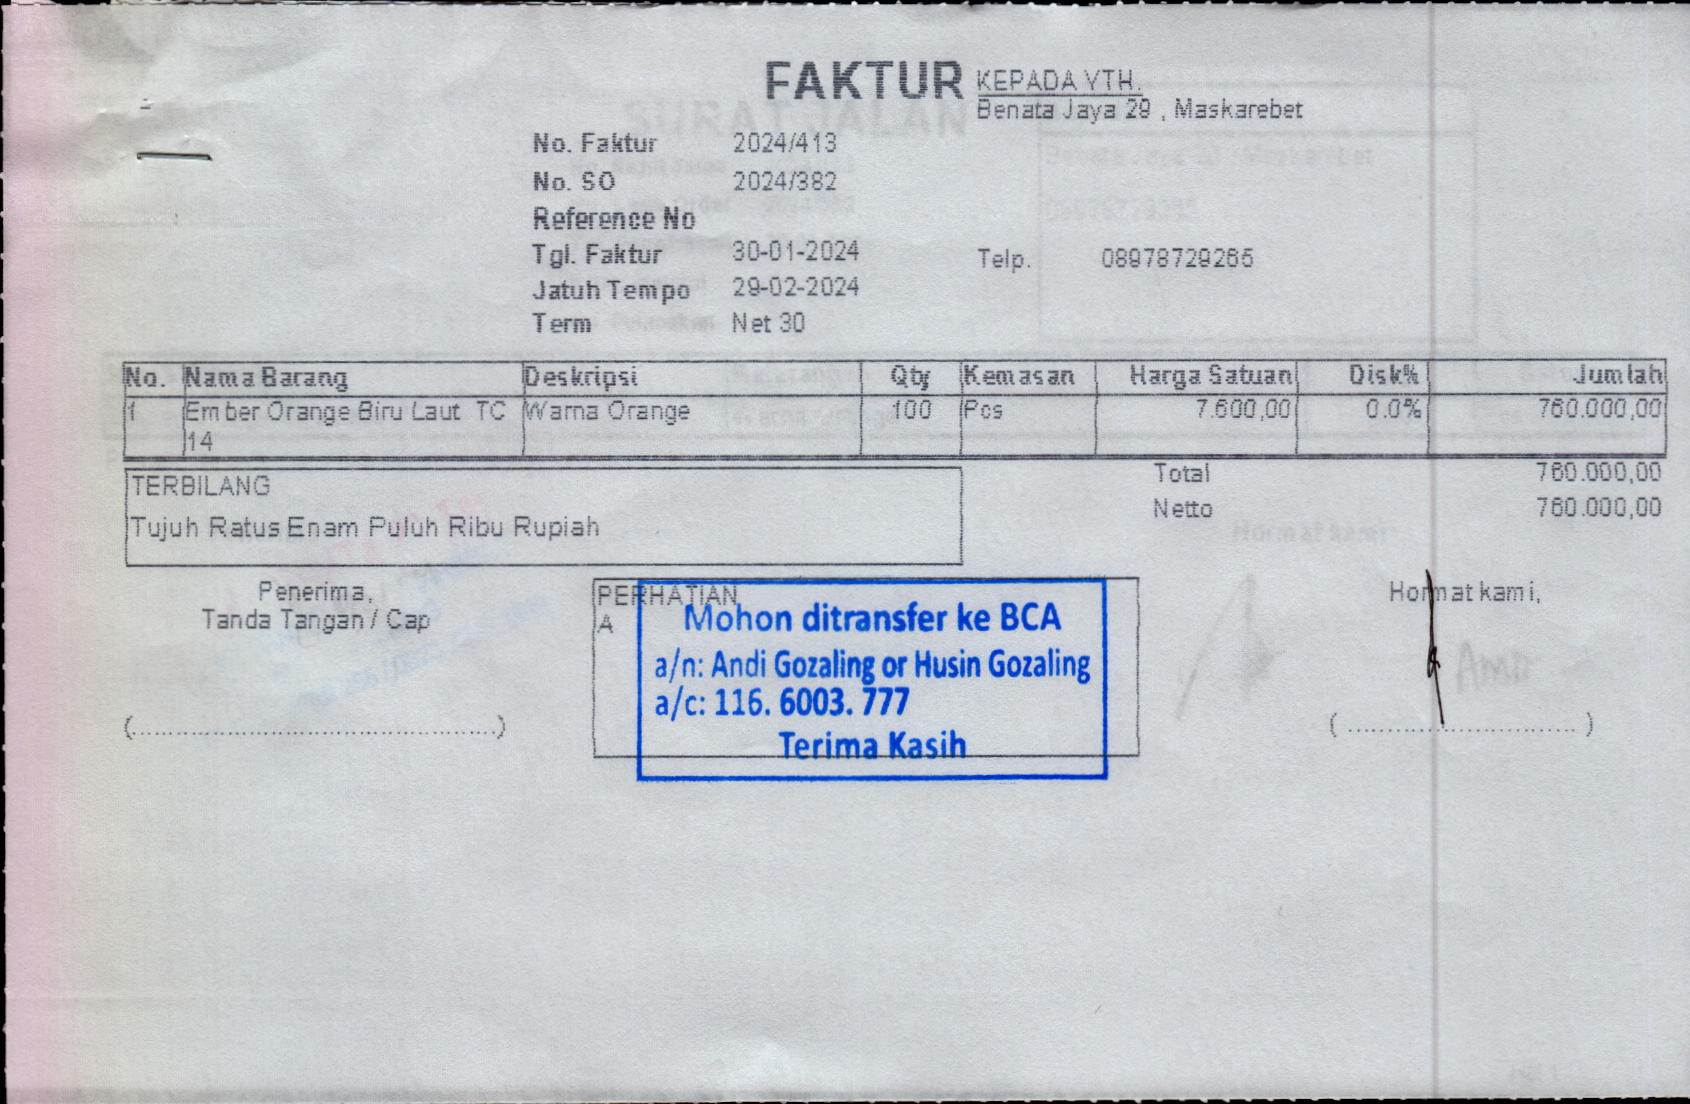 FAKTUR
KEPADA YTH.
Benata Jaya 29 , Maskarebet
No. Faktur 2024/413
No. SO 2024/382
Reference No
Tgl. Faktur 30-01-2024
Telp. 08978729265
Jatuh Tempo 29-02-2024
Term Net 30
No. Nama Barang Deskripsi Qty Kemasan Harga Satuan Disk% Jumlah
1 Ember Orange Biru Laut TC Warna Orange 100 Pcs 7.600,00 0.0% 760.000,00
14
Total 760.000,00
TERBILANG
Netto 760.000,00
Tujuh Ratus Enam Puluh Ribu Rupiah
Penerima,
Tanda Tangan / Cap
PERHATIAN
A
Mohon ditransfer ke BCA
a/n: Andi Gozaling or Husin Gozaling
a/c: 116. 6003. 777
Terima Kasih
Hormat kami,
(..............................................)
( ............................. )